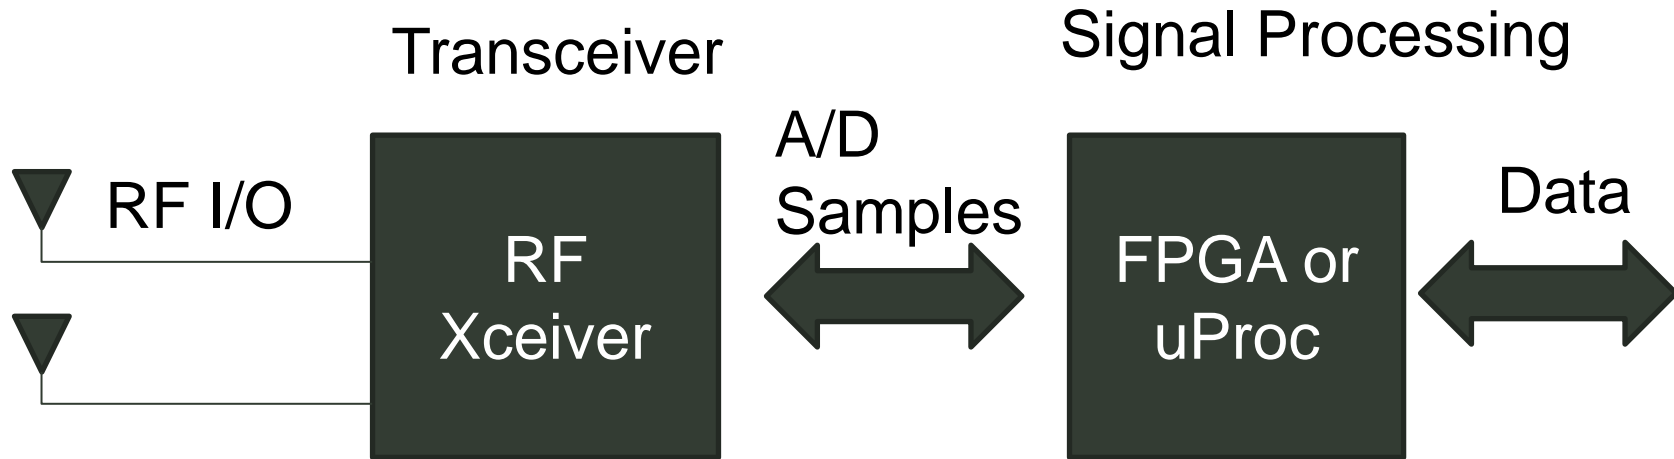 Transceiver
Signal Processing
RF I/O
RF
Xceiver
A/D
Samples
FPGA or
uProc
Data